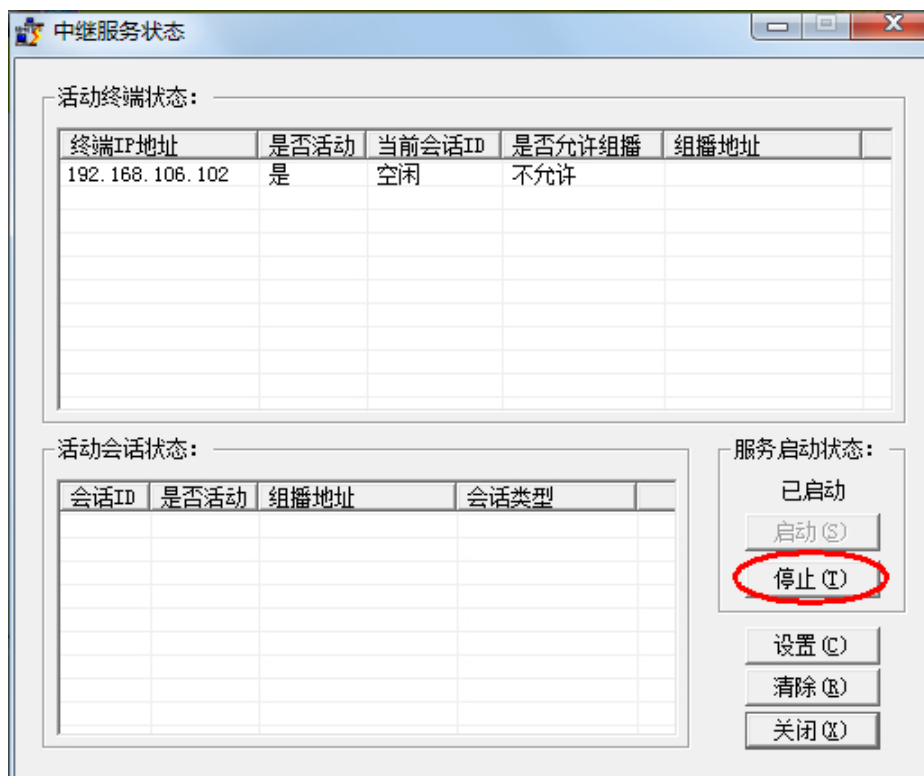 中继服务状态
活动终端状态:
终端IP地址 是否活动 当前会话ID 是否允许组播 组播地址
192.168.106.102 是 空闲 不允许
活动会话状态:
会话ID 是否活动 组播地址 会话类型
服务启动状态:
已启动
启动(S)
停止(T)
设置(C)
清除(R)
关闭(X)